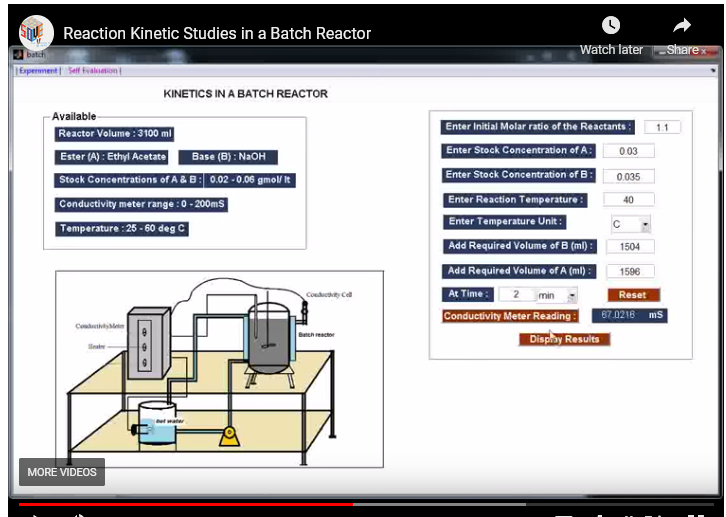 Reaction Kinetic Studies in a Batch Reactor
Watch later
Share
batch
Experiment | Self Evaluation |
KINETICS IN A BATCH REACTOR
Available
Reactor Volume : 3100 ml
Ester (A) : Ethyl Acetate Base (B) : NaOH
Stock Concentrations of A & B : 0.02 - 0.06 gmol/ lt
Conductivity meter range : 0 - 200mS
Temperature : 25 - 60 deg C
Enter Initial Molar ratio of the Reactants : 1.1
Enter Stock Concentration of A : 0.03
Enter Stock Concentration of B : 0.035
Enter Reaction Temperature : 40
Enter Temperature Unit : C
Add Required Volume of B (ml) : 1504
Add Required Volume of A (ml) : 1596
At Time : 2 min Reset
Conductivity Meter Reading : 67.0216 mS
Display Results
Conductivity Cell
ConductivityMeter
Heater
Batch reactor
hot water
MORE VIDEOS